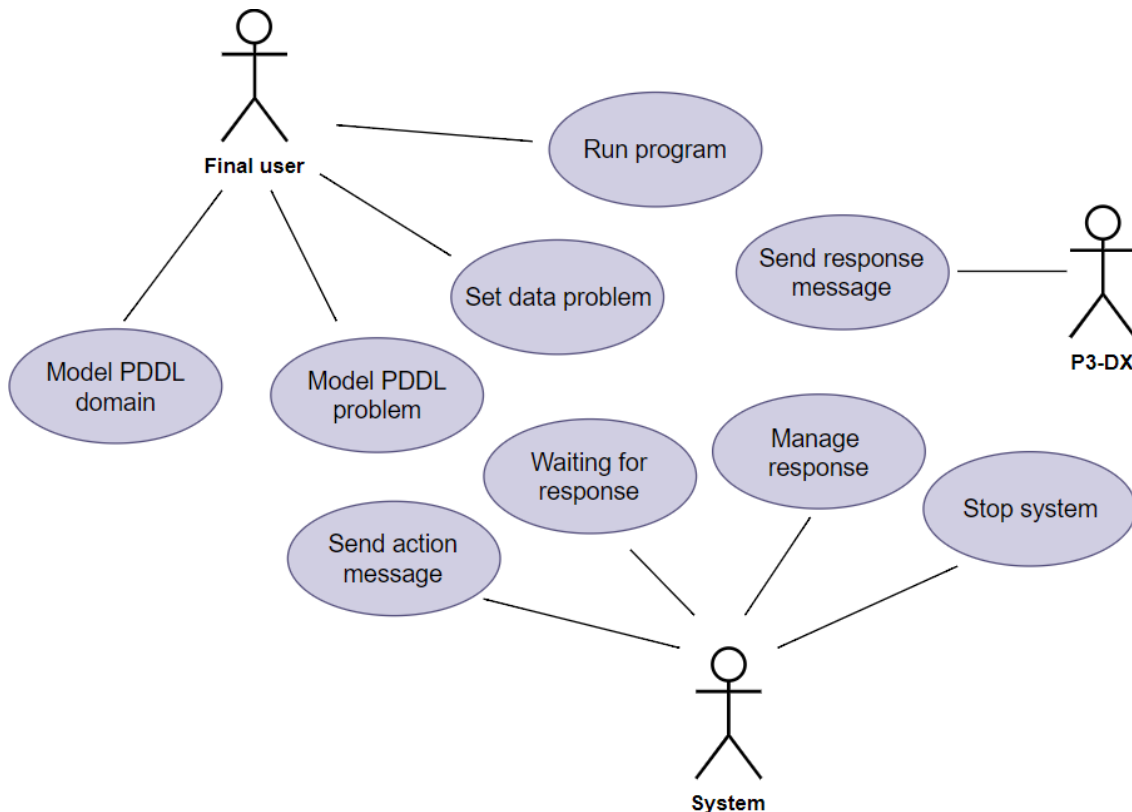 Final user
Run program
Send response
message
P3-DX
Set data problem
Model PDDL
domain
Model PDDL
problem
Waiting for
response
Manage
response
Stop system
Send action
message
System